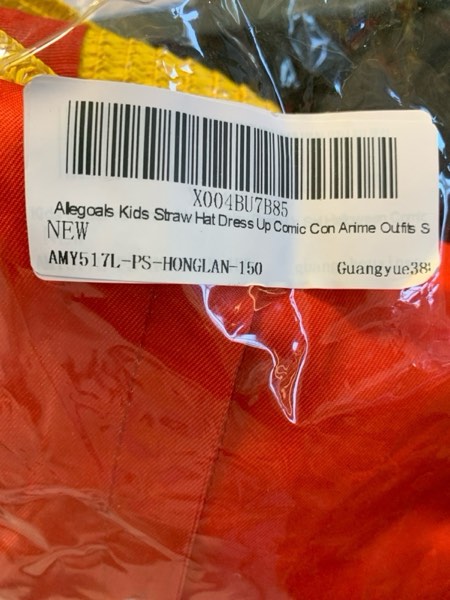 X004BU7B85
Allegoals Kids Straw Hat Dress Up Comic Con Anime Outfits S
NEW
AMY517L-PS-HONGLAN-150
Guangyue38